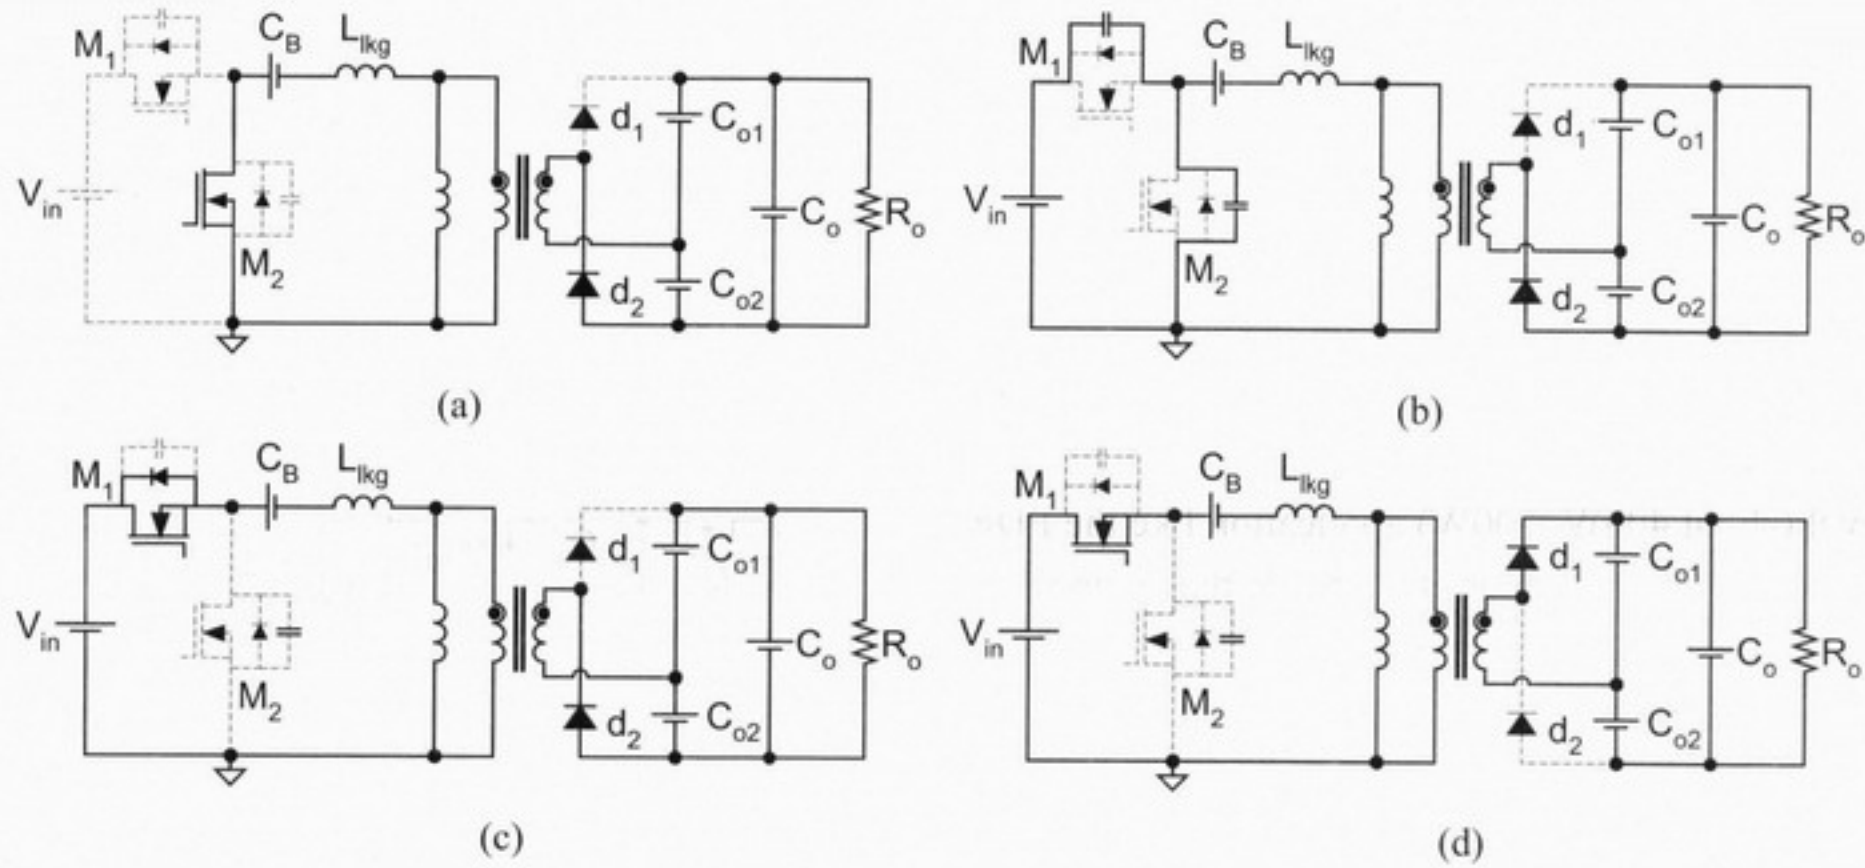 M1 CB Llkg
Vin
M2
d1 Co1
d2 Co2
Co Ro
(a)
M1 CB Llkg
Vin
M2
d1 Co1
d2 Co2
Co Ro
(b)
M1 CB Llkg
Vin
M2
d1 Co1
d2 Co2
Co Ro
(c)
M1 CB Llkg
Vin
M2
d1 Co1
d2 Co2
Co Ro
(d)